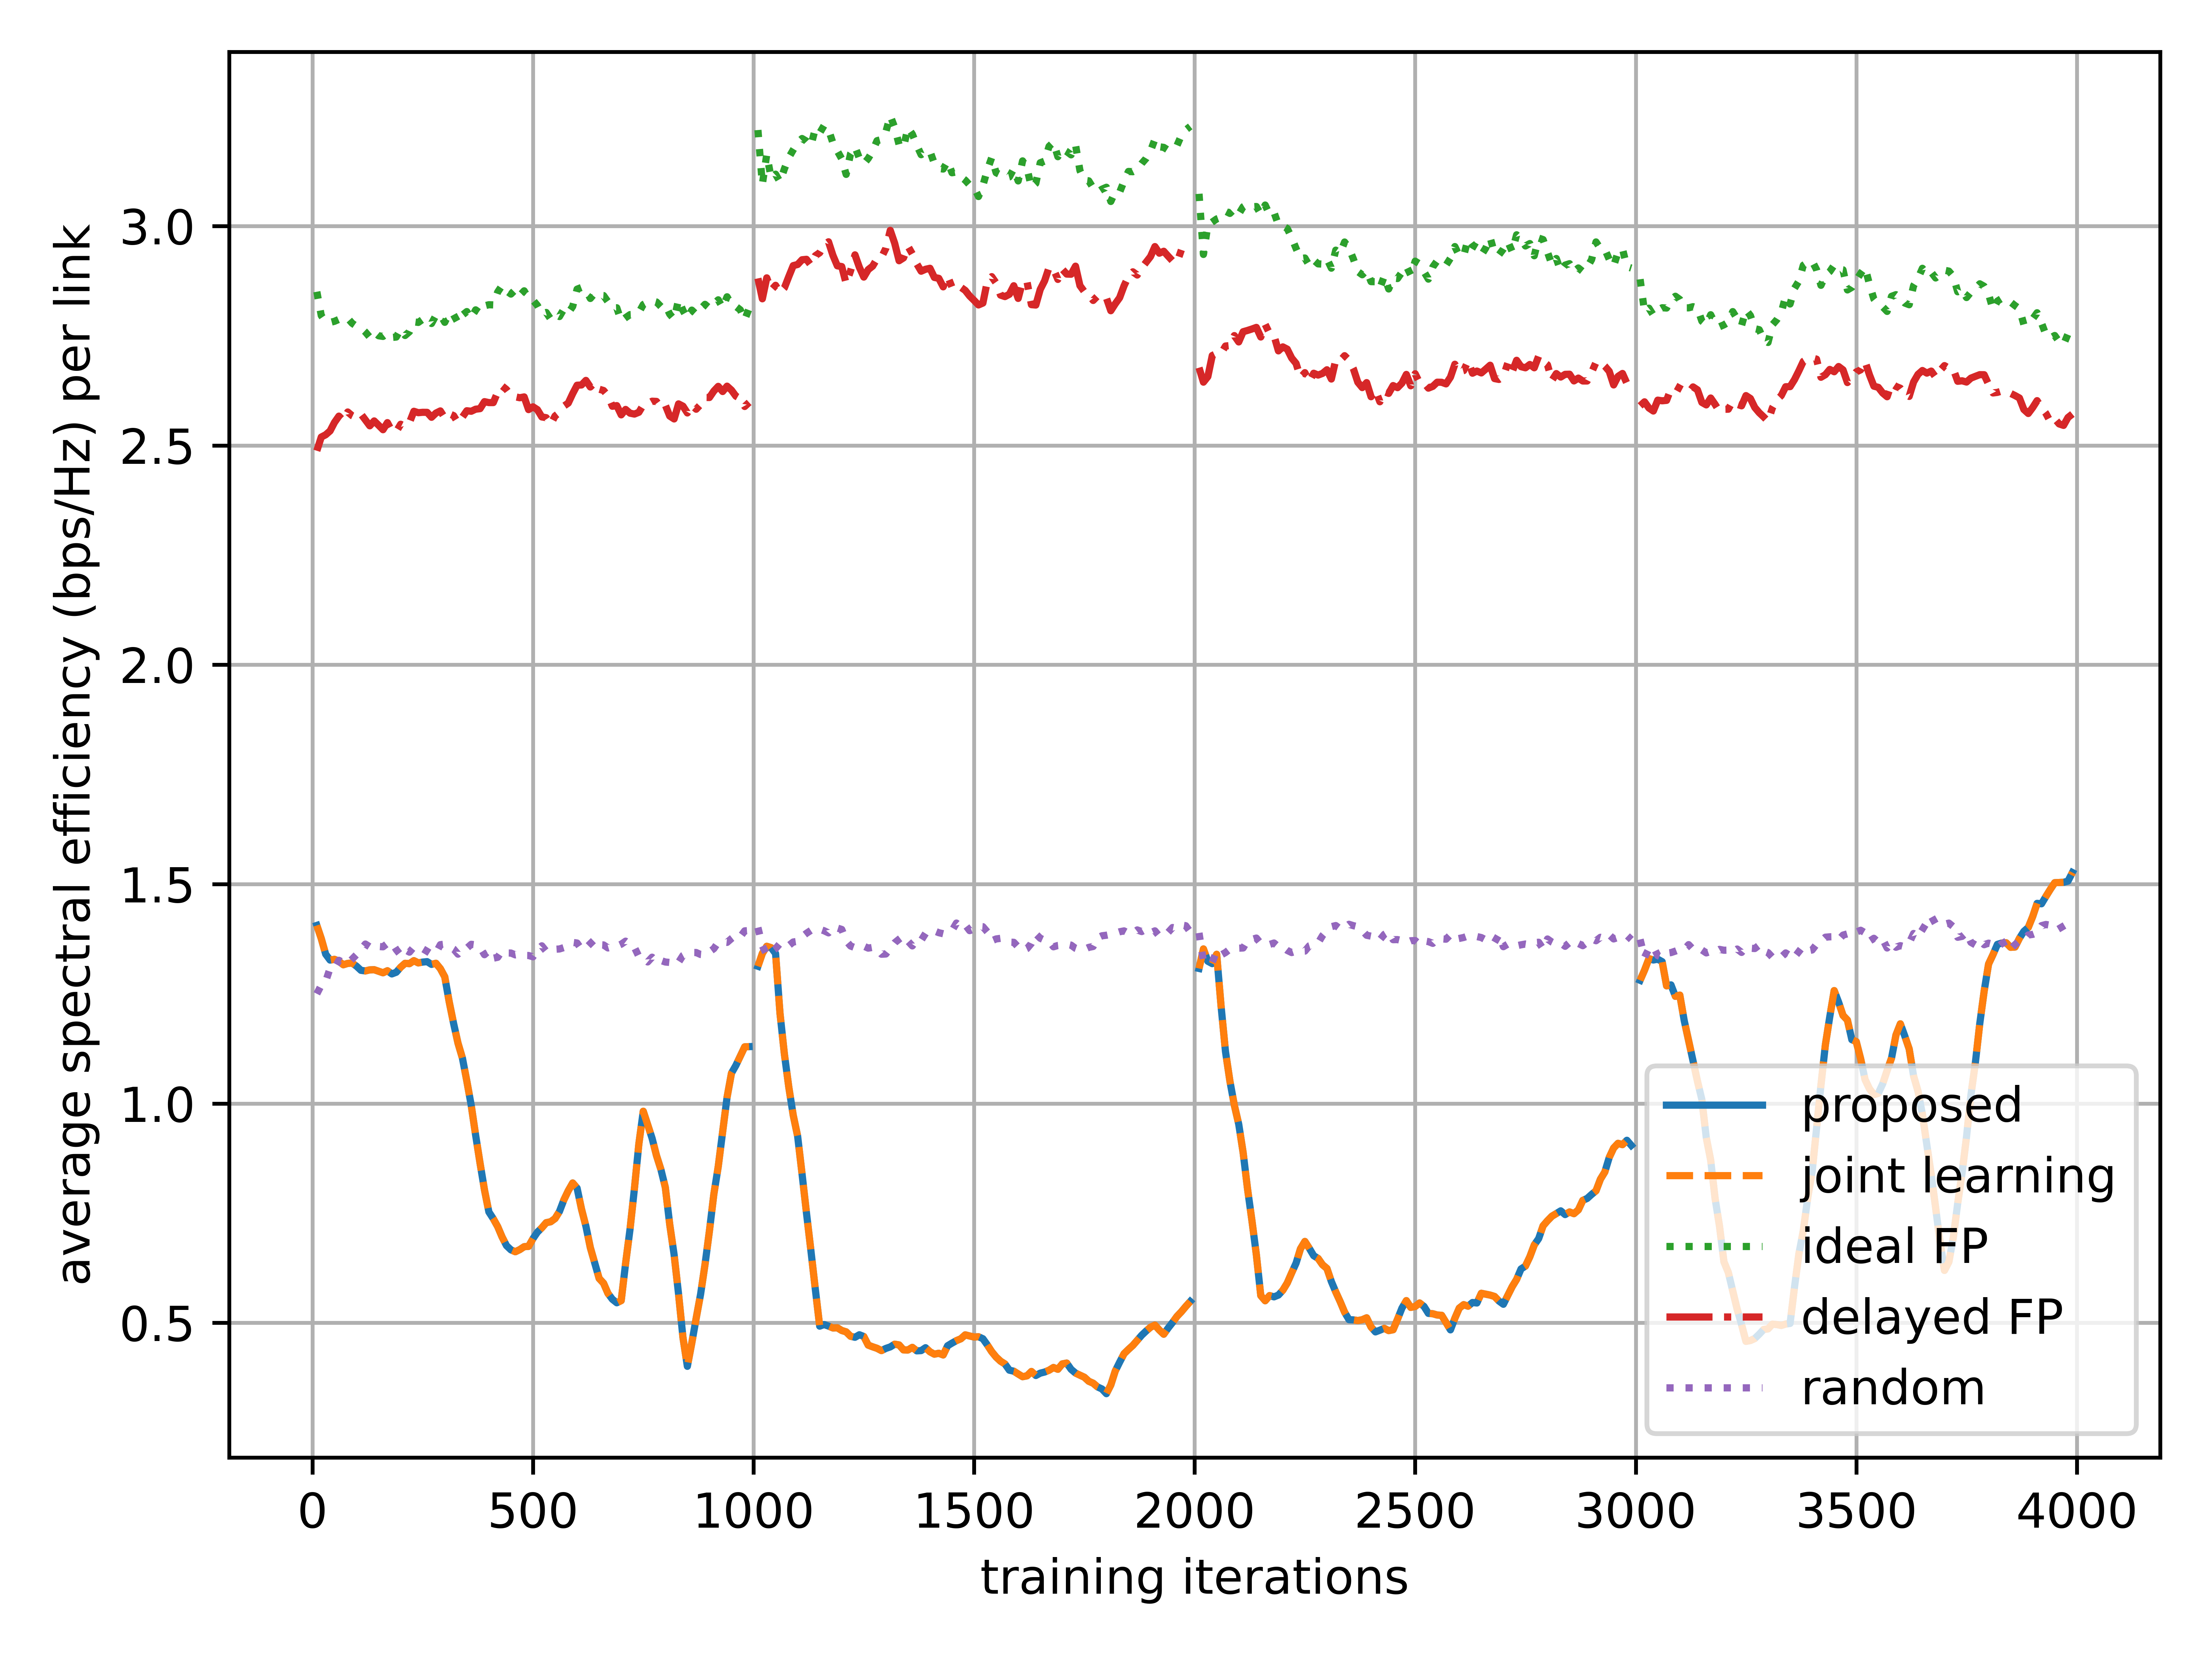 average spectral efficiency (bps/Hz) per link
3.0
2.5
2.0
1.5
1.0
0.5
proposed
joint learning
ideal FP
delayed FP
random
0 500 1000 1500 2000 2500 3000 3500 4000
training iterations